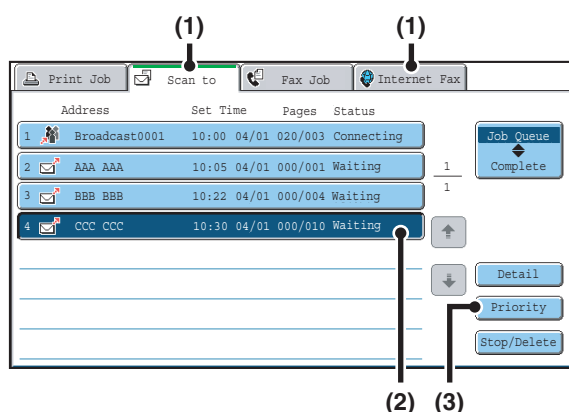 (1) (1)
Print Job Scan to Fax Job Internet Fax
Address Set Time Pages Status
1 Broadcast0001 10:00 04/01 020/003 Connecting
Job Queue
2 AAA AAA 10:05 04/01 000/001 Waiting
1
Complete
3 BBB BBB 10:22 04/01 000/004 Waiting
1
4 CCC CCC 10:30 04/01 000/010 Waiting
Detail
Priority
Stop/Delete
(2) (3)